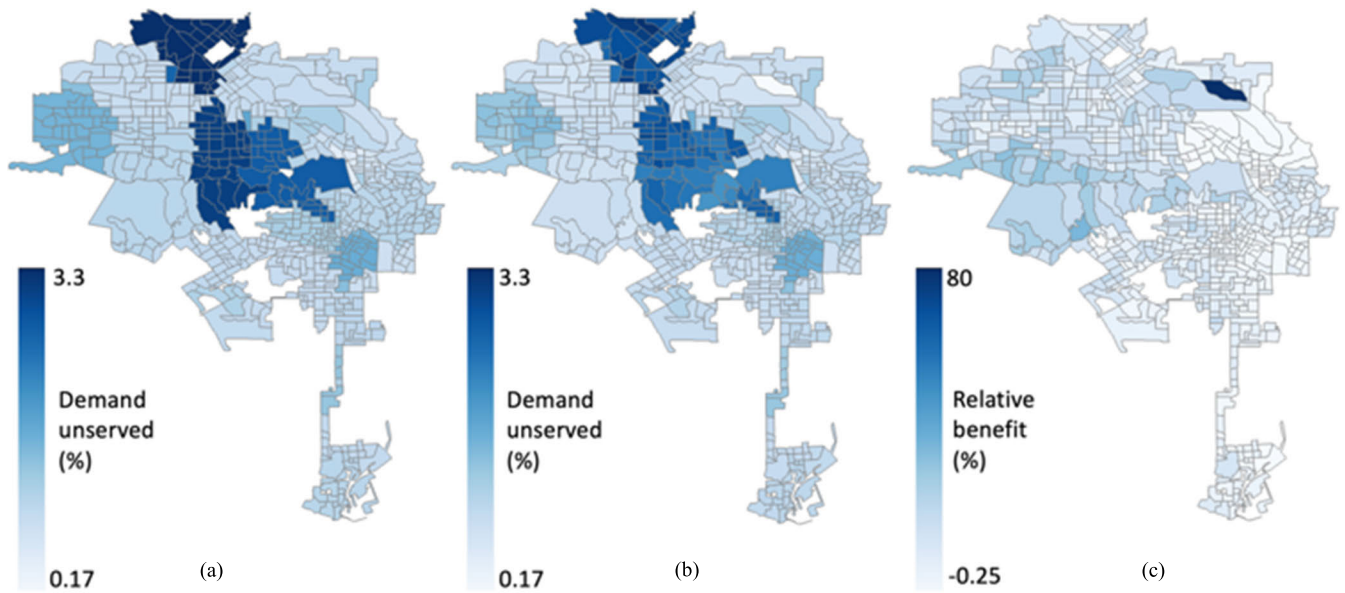 3.3
Demand
unserved
(%)
0.17
(a)
3.3
Demand
unserved
(%)
0.17
(b)
80
Relative
benefit
(%)
-0.25
(c)